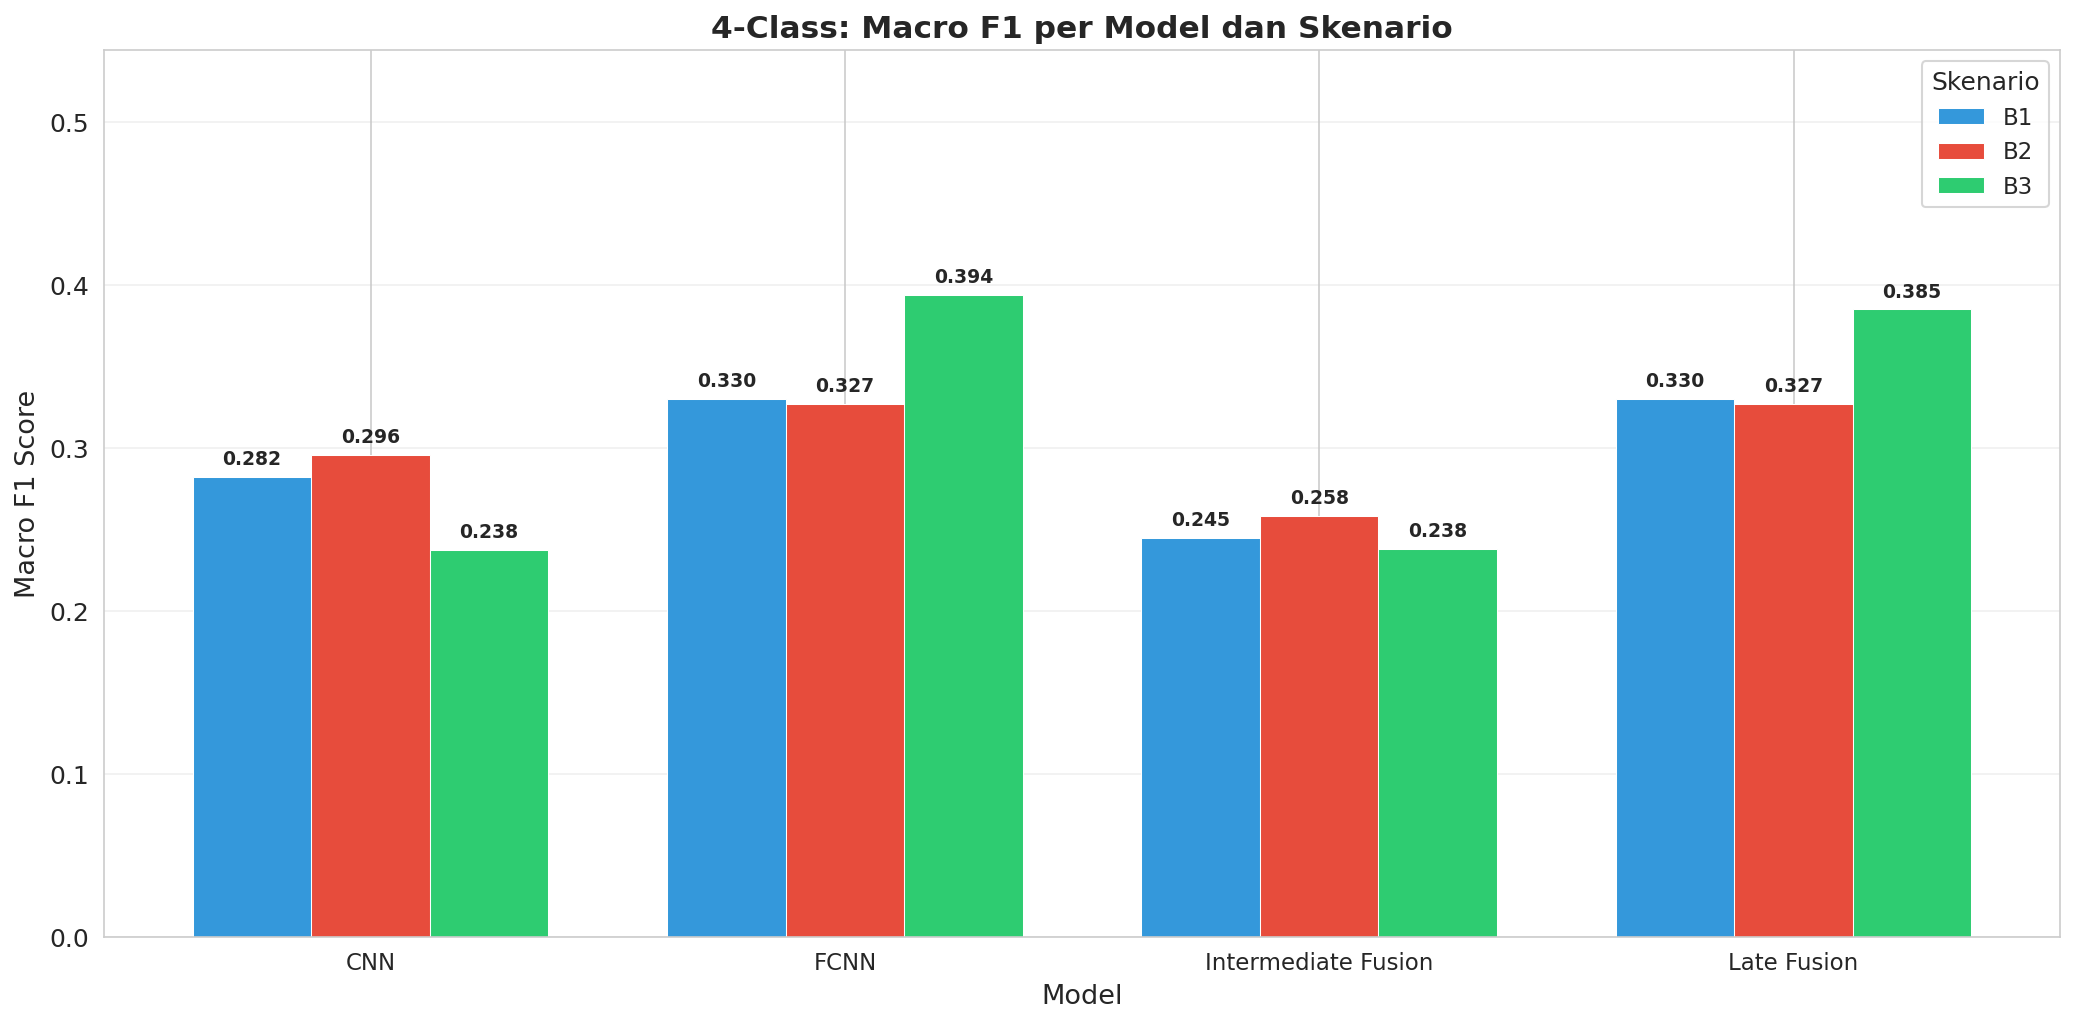 4-Class: Macro F1 per Model dan Skenario
Skenario
B1
B2
B3
Macro F1 Score
0.5
0.4
0.3
0.2
0.1
0.0
0.282
0.296
0.238
0.330
0.327
0.394
0.245
0.258
0.238
0.330
0.327
0.385
CNN
FCNN
Intermediate Fusion
Late Fusion
Model